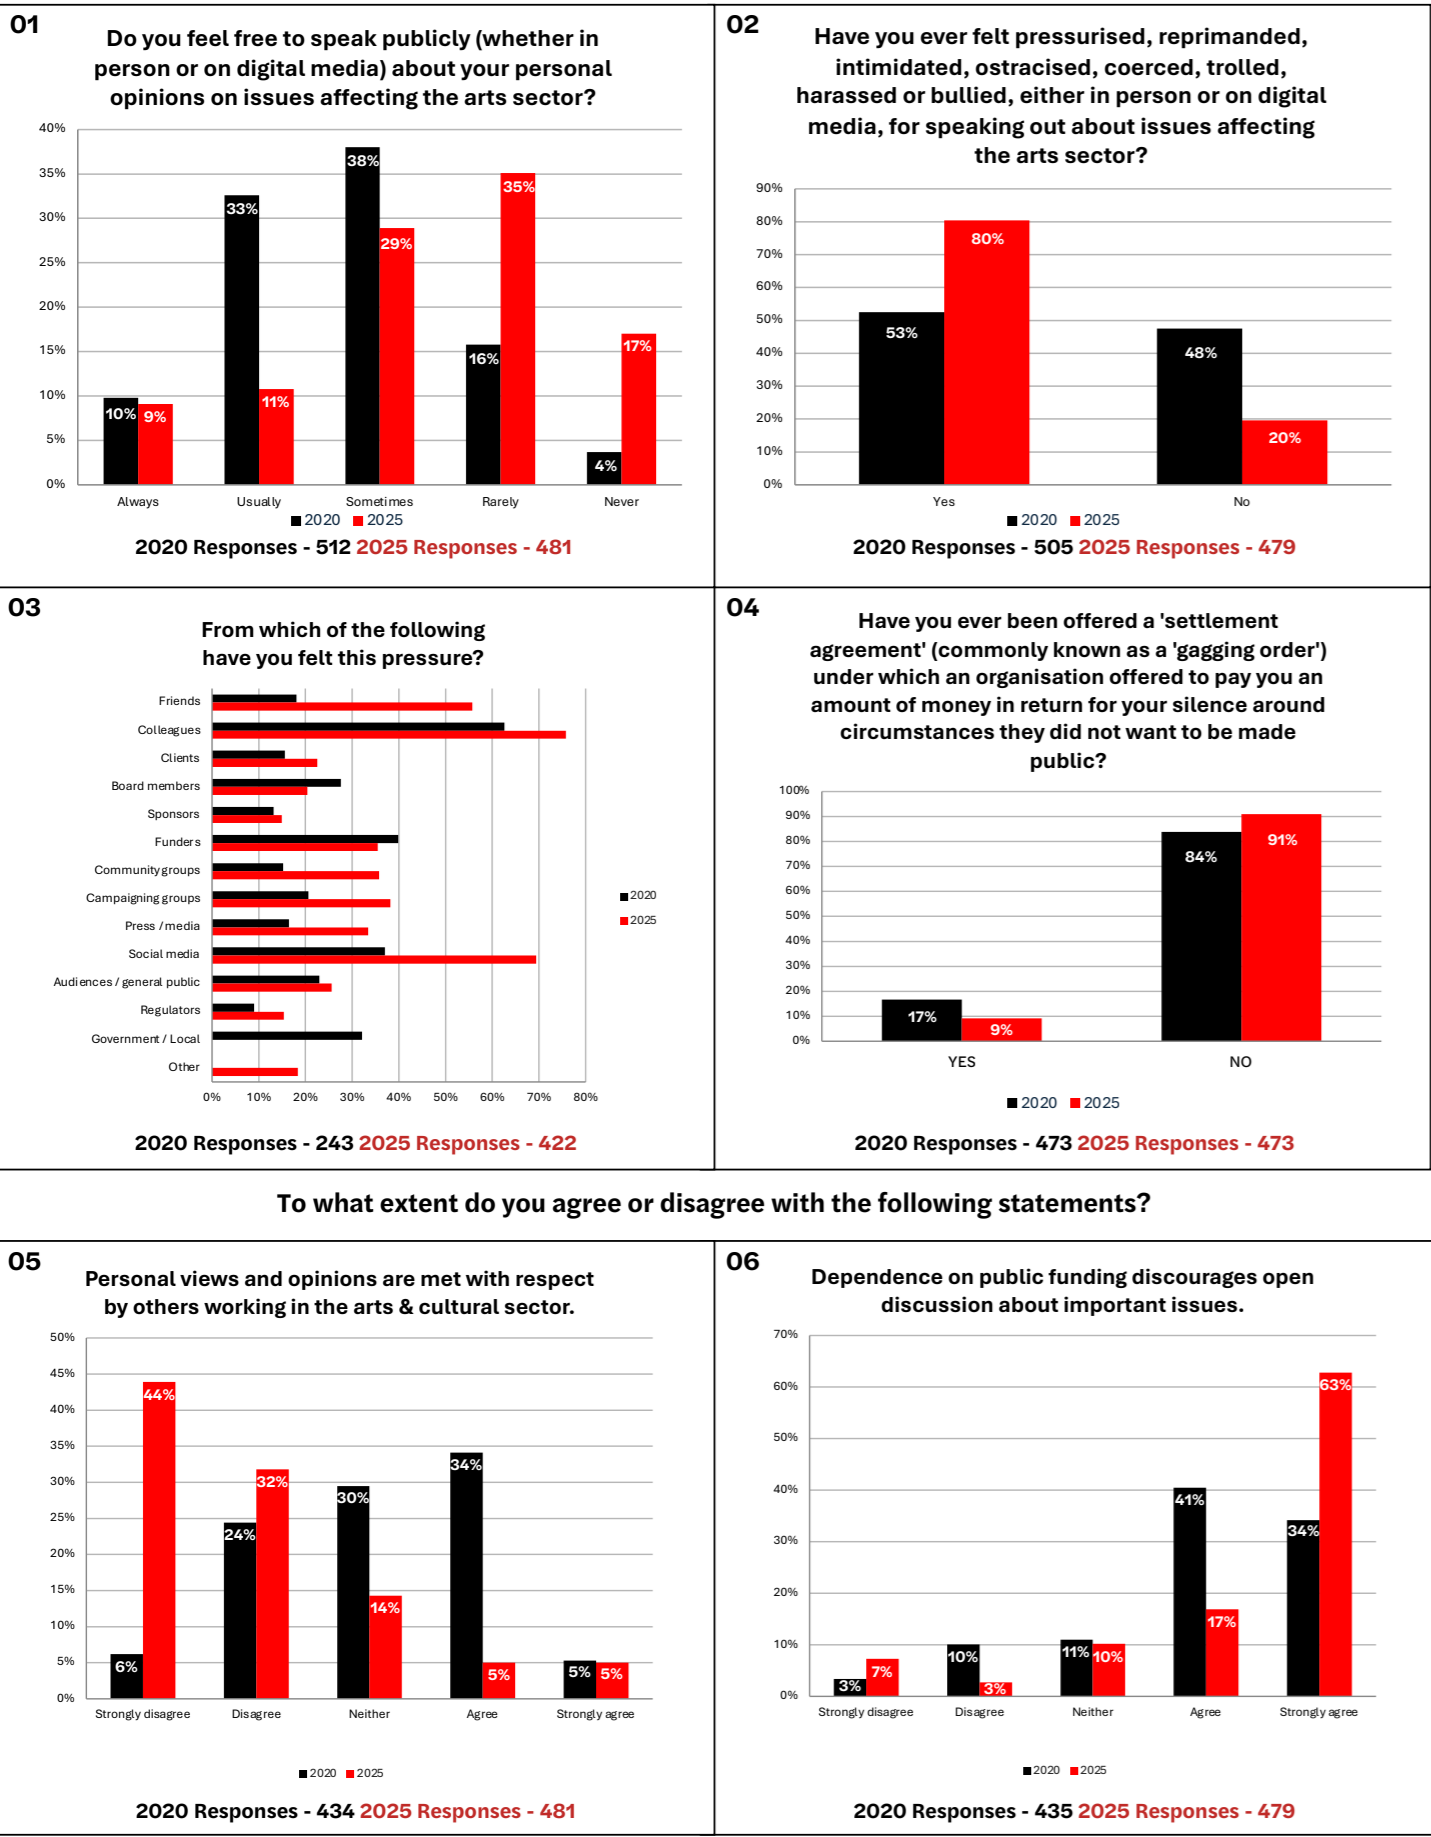 01
Do you feel free to speak publicly (whether in
person or on digital media) about your personal
opinions on issues affecting the arts sector?
40%
35%
30%
25%
20%
15%
10%
5%
0%
10%
9%
33%
11%
38%
29%
16%
35%
4%
17%
Always
Usually
Sometimes
Rarely
Never
2020
2025
2020 Responses - 512 2025 Responses - 481
02
Have you ever felt pressurised, reprimanded,
intimidated, ostracised, coerced, trolled,
harassed or bullied, either in person or on digital
media, for speaking out about issues affecting
the arts sector?
90%
80%
70%
60%
50%
40%
30%
20%
10%
0%
53%
80%
48%
20%
Yes
No
2020
2025
2020 Responses - 505 2025 Responses - 479
03
From which of the following
have you felt this pressure?
Friends
Colleagues
Clients
Board members
Sponsors
Funders
Community groups
Campaigning groups
Press / media
Social media
Audiences / general public
Regulators
Government / Local
Other
0%
10%
20%
30%
40%
50%
60%
70%
80%
2020
2025
2020 Responses - 243 2025 Responses - 422
04
Have you ever been offered a 'settlement
agreement' (commonly known as a 'gagging order')
under which an organisation offered to pay you an
amount of money in return for your silence around
circumstances they did not want to be made
public?
100%
90%
80%
70%
60%
50%
40%
30%
20%
10%
0%
17%
9%
84%
91%
YES
NO
2020
2025
2020 Responses - 473 2025 Responses - 473
To what extent do you agree or disagree with the following statements?
05
Personal views and opinions are met with respect
by others working in the arts & cultural sector.
50%
45%
40%
35%
30%
25%
20%
15%
10%
5%
0%
6%
44%
24%
32%
30%
14%
34%
5%
5%
5%
Strongly disagree
Disagree
Neither
Agree
Strongly agree
2020
2025
2020 Responses - 434 2025 Responses - 481
06
Dependence on public funding discourages open
discussion about important issues.
70%
60%
50%
40%
30%
20%
10%
0%
3%
7%
10%
3%
11%
10%
41%
17%
34%
63%
Strongly disagree
Disagree
Neither
Agree
Strongly agree
2020
2025
2020 Responses - 435 2025 Responses - 479